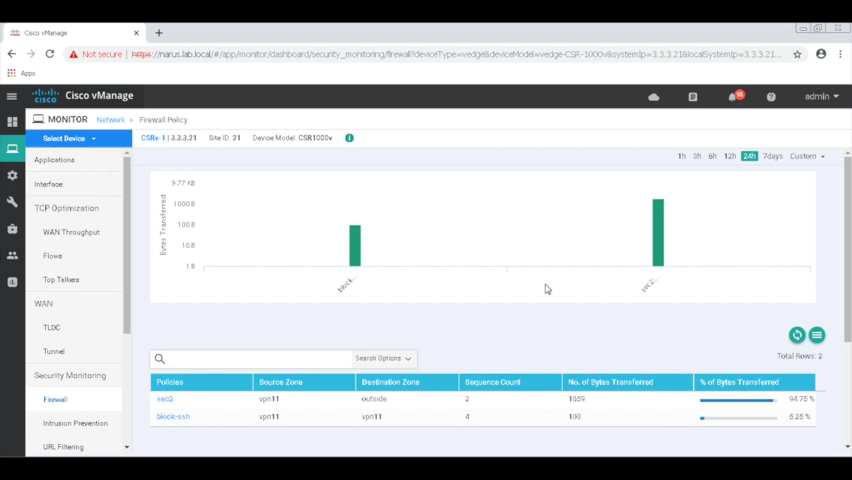 Cisco vManage
Not secure https://narus.lab.local/#/app/monitor/dashboard/security_monitoring/firewall?deviceType=vedge&deviceModel=vedge-CSR-1000v&systemIp=3.3.3.21&localSystemIp=3.3.3.21...
Apps
CISCO Cisco vManage
admin
MONITOR Network > Firewall Policy
Select Device CSRv-1 | 3.3.3.21 Site ID: 21 Device Model: CSR1000v
1h 3h 6h 12h 24h 7days Custom
Applications
Interface
TCP Optimization
WAN Throughput
Flows
Top Talkers
WAN
TLOC
Tunnel
Security Monitoring
Firewall
Intrusion Prevention
URL Filtering
Bytes Transferred
9.77 KB
1000 B
100 B
10 B
1 B
block...
sec2...
Search Options
Total Rows: 2
Policies Source Zone Destination Zone Sequence Count No. of Bytes Transferred % of Bytes Transferred
sec2 vpn11 outside 2 94.75 %
block-ssh vpn11 vpn11 4 5.25 %